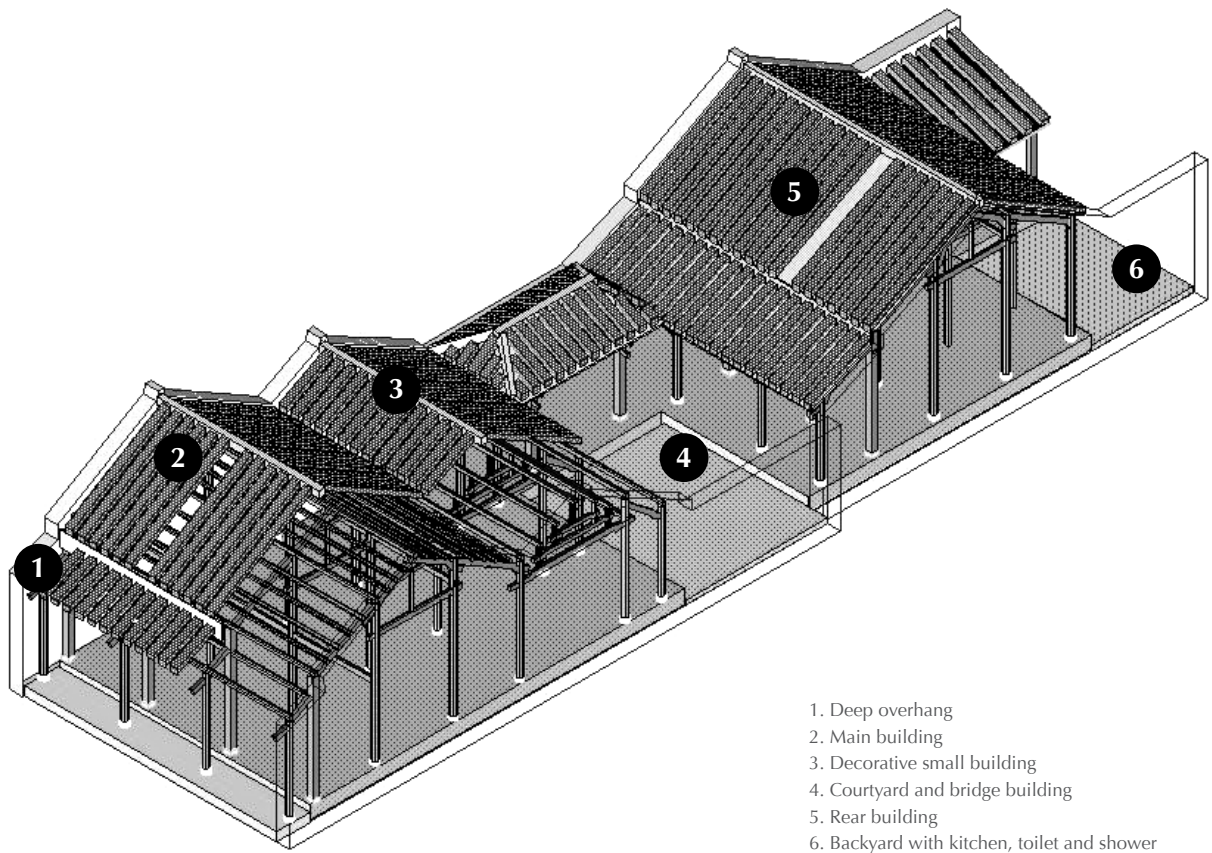 1
2
3
4
5
6
1. Deep overhang
2. Main building
3. Decorative small building
4. Courtyard and bridge building
5. Rear building
6. Backyard with kitchen, toilet and shower